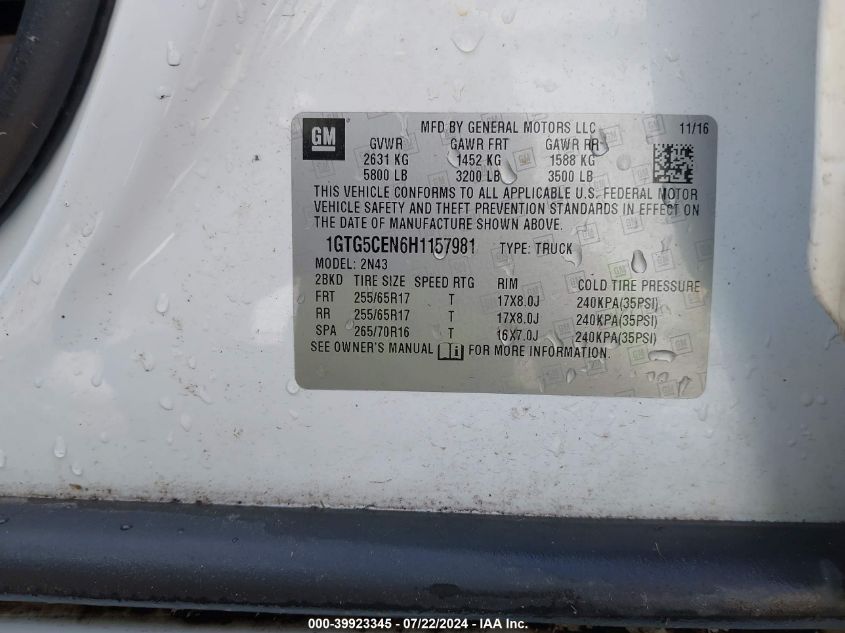 GM
MFD BY GENERAL MOTORS LLC 11/16
GVWR GAWR FRT GAWR RR
2631 KG 1452 KG 1588 KG
5800 LB 3200 LB 3500 LB
THIS VEHICLE CONFORMS TO ALL APPLICABLE U.S. FEDERAL MOTOR
VEHICLE SAFETY AND THEFT PREVENTION STANDARDS IN EFFECT ON
THE DATE OF MANUFACTURE SHOWN ABOVE.
1GTG5CEN6H1157981 TYPE: TRUCK
MODEL: 2N43
2BKD TIRE SIZE SPEED RTG RIM COLD TIRE PRESSURE
FRT 255/65R17 T 17X8.0J 240KPA(35PSI)
RR 255/65R17 T 17X8.0J 240KPA(35PSI)
SPA 265/70R16 T 16X7.0J 240KPA(35PSI)
SEE OWNER'S MANUAL FOR MORE INFORMATION.
000-39923345 - 07/22/2024 - IAA Inc.